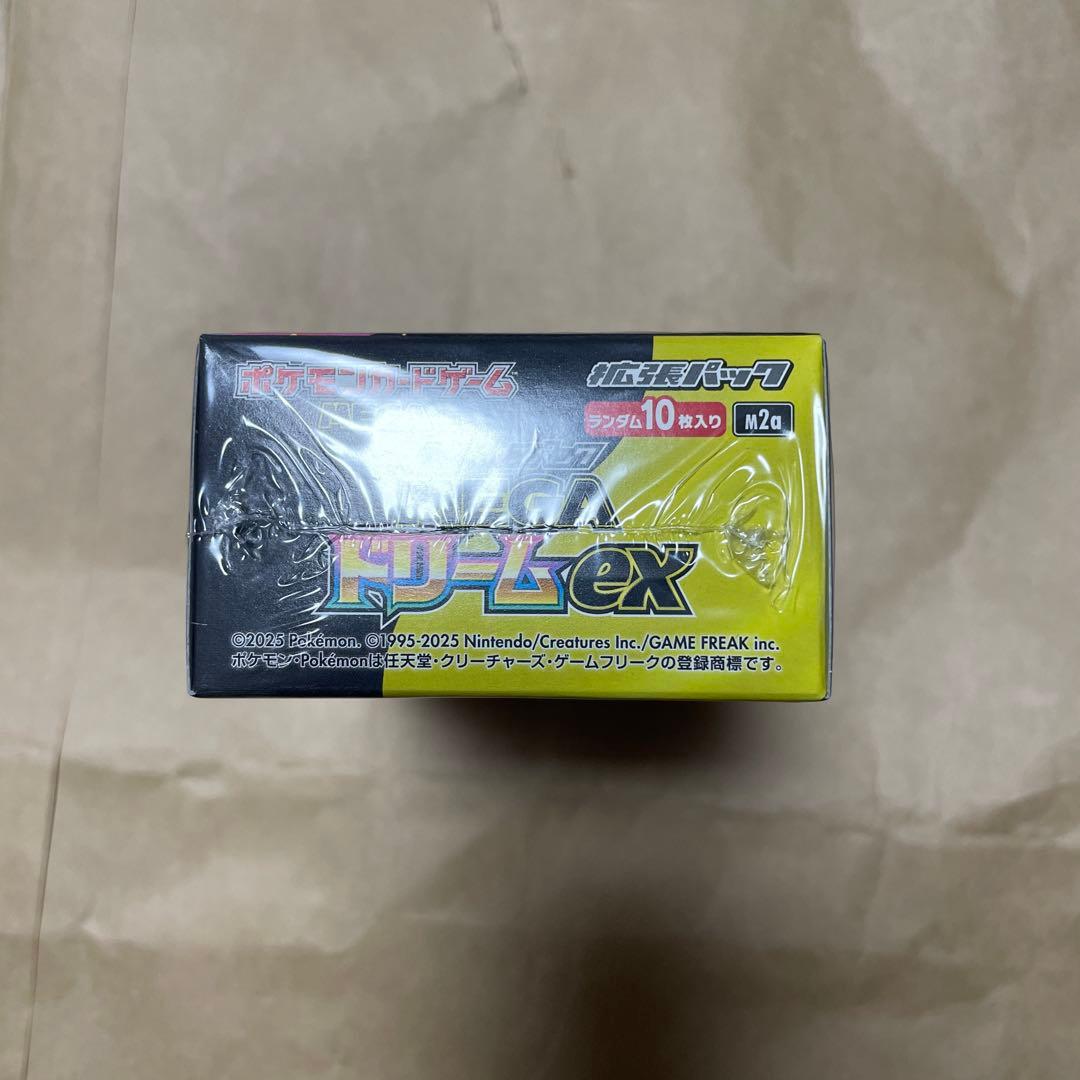 ポケモンカードゲーム
拡張パック
ランダム10枚入り M2a
MEGA
ドリームex
©2025 Pokémon. ©1995-2025 Nintendo/Creatures Inc./GAME FREAK inc.
ポケモン・Pokémonは任天堂・クリーチャーズ・ゲームフリークの登録商標です。